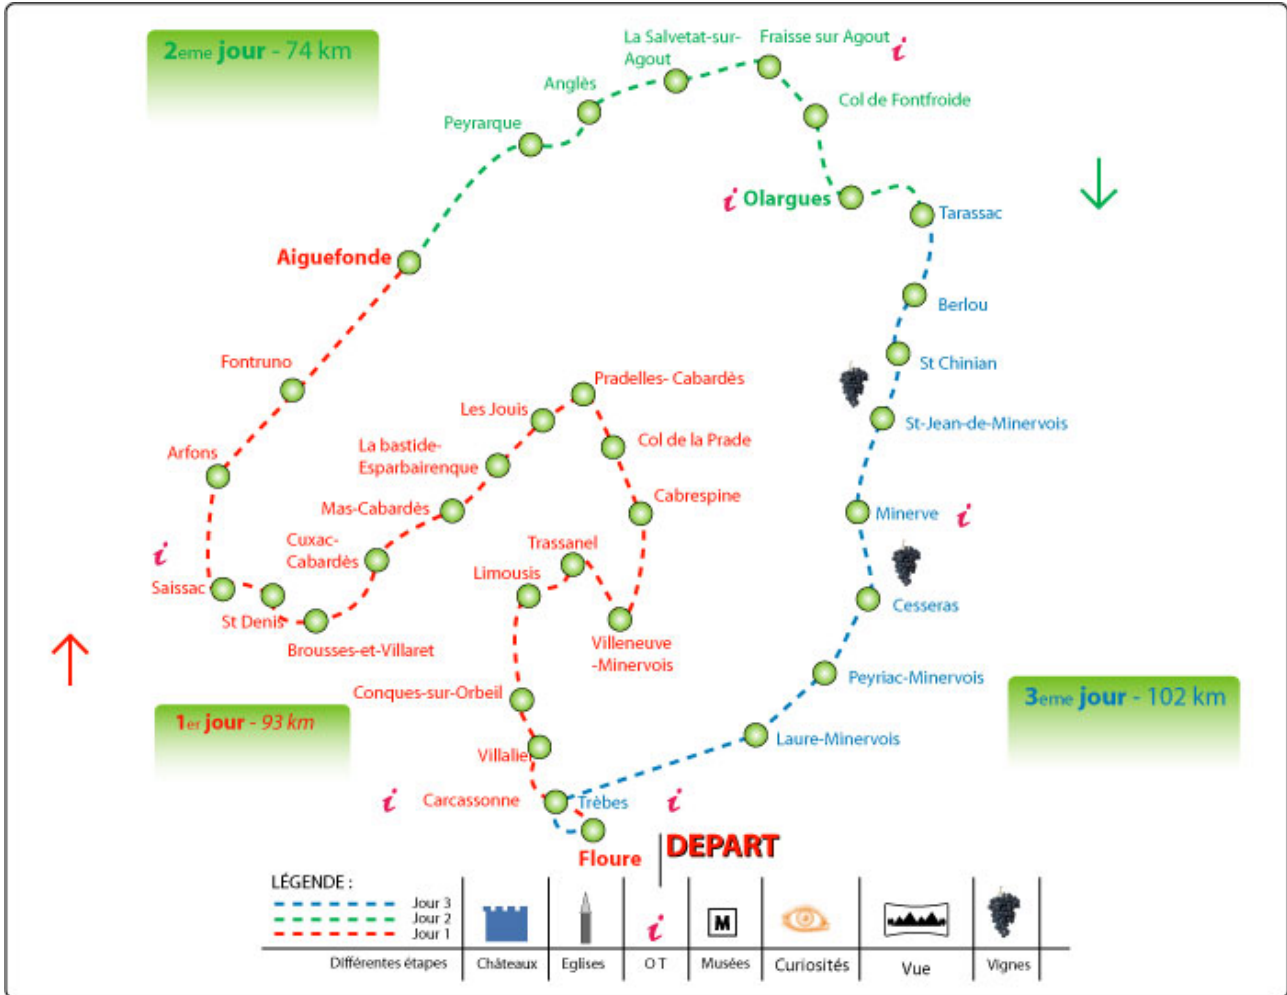 2eme jour - 74 km
La Salvetat-sur-
Agout
Fraisse sur Agout
i
Anglès
Col de Fontfroide
Peyrarque
i Olargues
Tarassac
Aiguefonde
Berlou
Fontruno
St Chinian
Pradelles- Cabardès
Les Jouis
St-Jean-de-Minervois
Col de la Prade
La bastide-
Esparbairenque
Arfons
Cabrespine
Mas-Cabardès
Minerve i
Cuxac-
Cabardès
Trassanel
i
Limousis
Saissac
Cesseras
St Denis
Brousses-et-Villaret
Villeneuve
-Minervois
Peyriac-Minervois
Conques-sur-Orbeil
3eme jour - 102 km
1er jour - 93 km
Laure-Minervois
Villalier
i
Carcassonne
Trèbes
i
Floure
DEPART
LÉGENDE :
Jour 3
Jour 2
Jour 1
i
M
Différentes étapes
Châteaux
Eglises
O T
Musées
Curiosités
Vue
Vignes